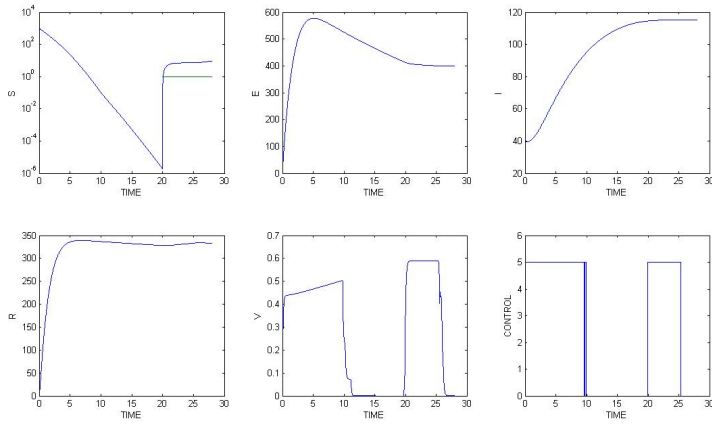 10^4
10^2
10^0
10^-2
10^-4
10^-6
S
0 5 10 15 20 25 30
TIME
600
500
400
300
200
100
0
E
0 5 10 15 20 25 30
TIME
120
100
80
60
40
20
I
0 5 10 15 20 25 30
TIME
350
300
250
200
150
100
50
0
R
0 5 10 15 20 25 30
TIME
0.7
0.6
0.5
0.4
0.3
0.2
0.1
0
V
0 5 10 15 20 25 30
TIME
6
5
4
3
2
1
0
CONTROL
0 5 10 15 20 25 30
TIME